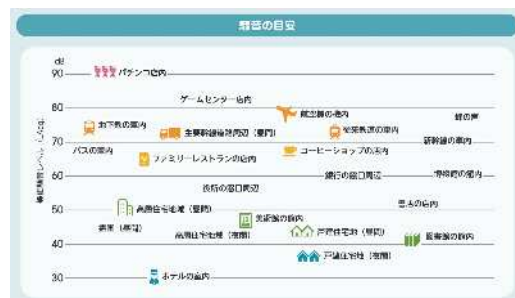 騒音の目安
dB
90
パチンコ店内
ゲームセンター店内
80
航空機の機内
蝉の声
地下鉄の車内
主要幹線道路周辺（昼間）
在来鉄道の車内
70
新幹線の車内
バスの車内
ファミリーレストランの店内
コーヒーショップの店内
60
銀行の窓口周辺
博物館の館内
役所の窓口周辺
書店の店内
50
高層住宅地域（昼間）
美術館の館内
高層住宅地域（夜間）
戸建住宅地（昼間）
図書館の館内
40
戸建住宅地（夜間）
30
ホテルの室内